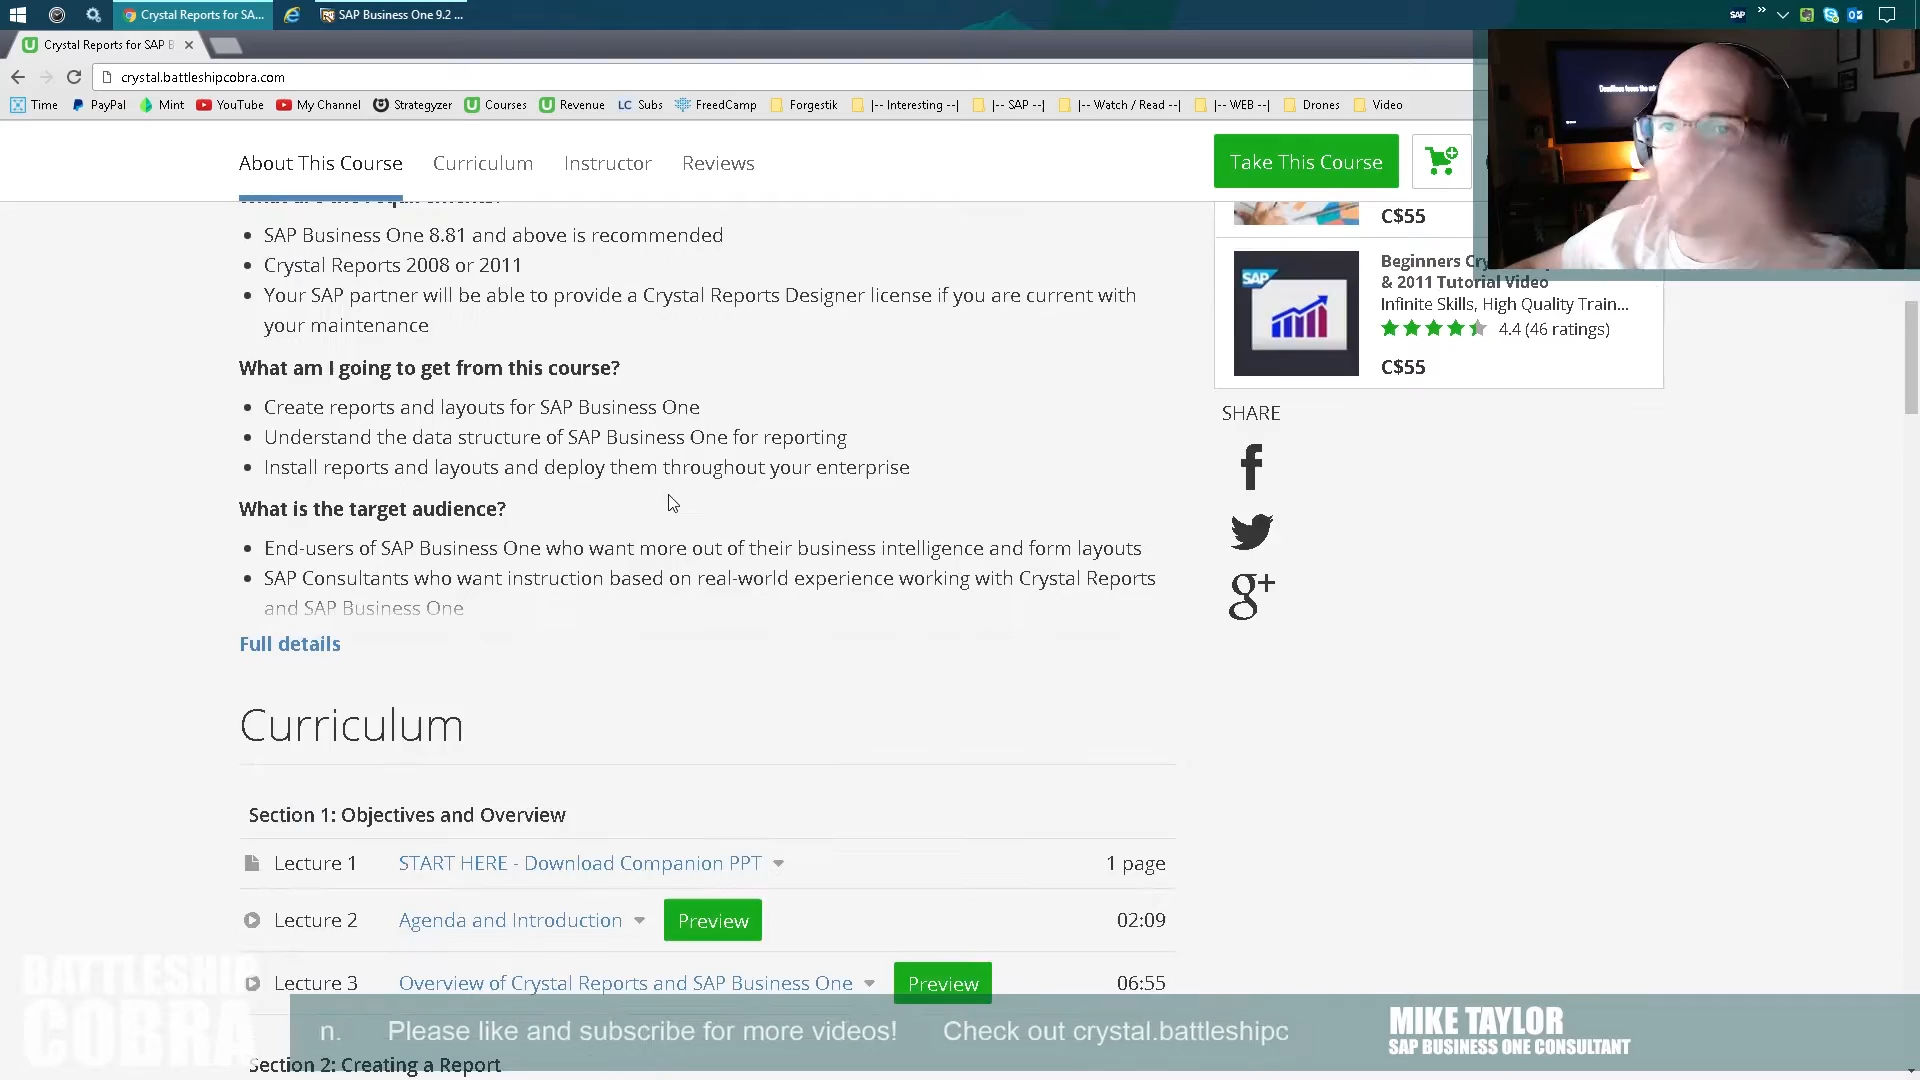 Crystal Reports for SA...
SAP Business One 9.2 ...
SAP
Crystal Reports for SAP B
crystal.battleshipcobra.com
Time
PayPal
Mint
YouTube
My Channel
Strategyzer
Courses
Revenue
LC Subs
FreedCamp
Forgestik
|-- Interesting --|
|-- SAP --|
|-- Watch / Read --|
|-- WEB --|
Drones
Video
About This Course
Curriculum
Instructor
Reviews
Take This Course
SAP Business One 8.81 and above is recommended
Crystal Reports 2008 or 2011
Your SAP partner will be able to provide a Crystal Reports Designer license if you are current with
your maintenance
What am I going to get from this course?
Create reports and layouts for SAP Business One
Understand the data structure of SAP Business One for reporting
Install reports and layouts and deploy them throughout your enterprise
What is the target audience?
End-users of SAP Business One who want more out of their business intelligence and form layouts
SAP Consultants who want instruction based on real-world experience working with Crystal Reports
and SAP Business One
Full details
C$55
SAP
Beginners Cry
& 2011 Tutorial Video
Infinite Skills, High Quality Train...
4.4 (46 ratings)
C$55
SHARE
Curriculum
Section 1: Objectives and Overview
Lecture 1 START HERE - Download Companion PPT 1 page
Lecture 2 Agenda and Introduction Preview 02:09
Lecture 3 Overview of Crystal Reports and SAP Business One Preview 06:55
Section 2: Creating a Report
BATTLESHIP
COBRA
n. Please like and subscribe for more videos! Check out crystal.battleshipc
MIKE TAYLOR
SAP BUSINESS ONE CONSULTANT